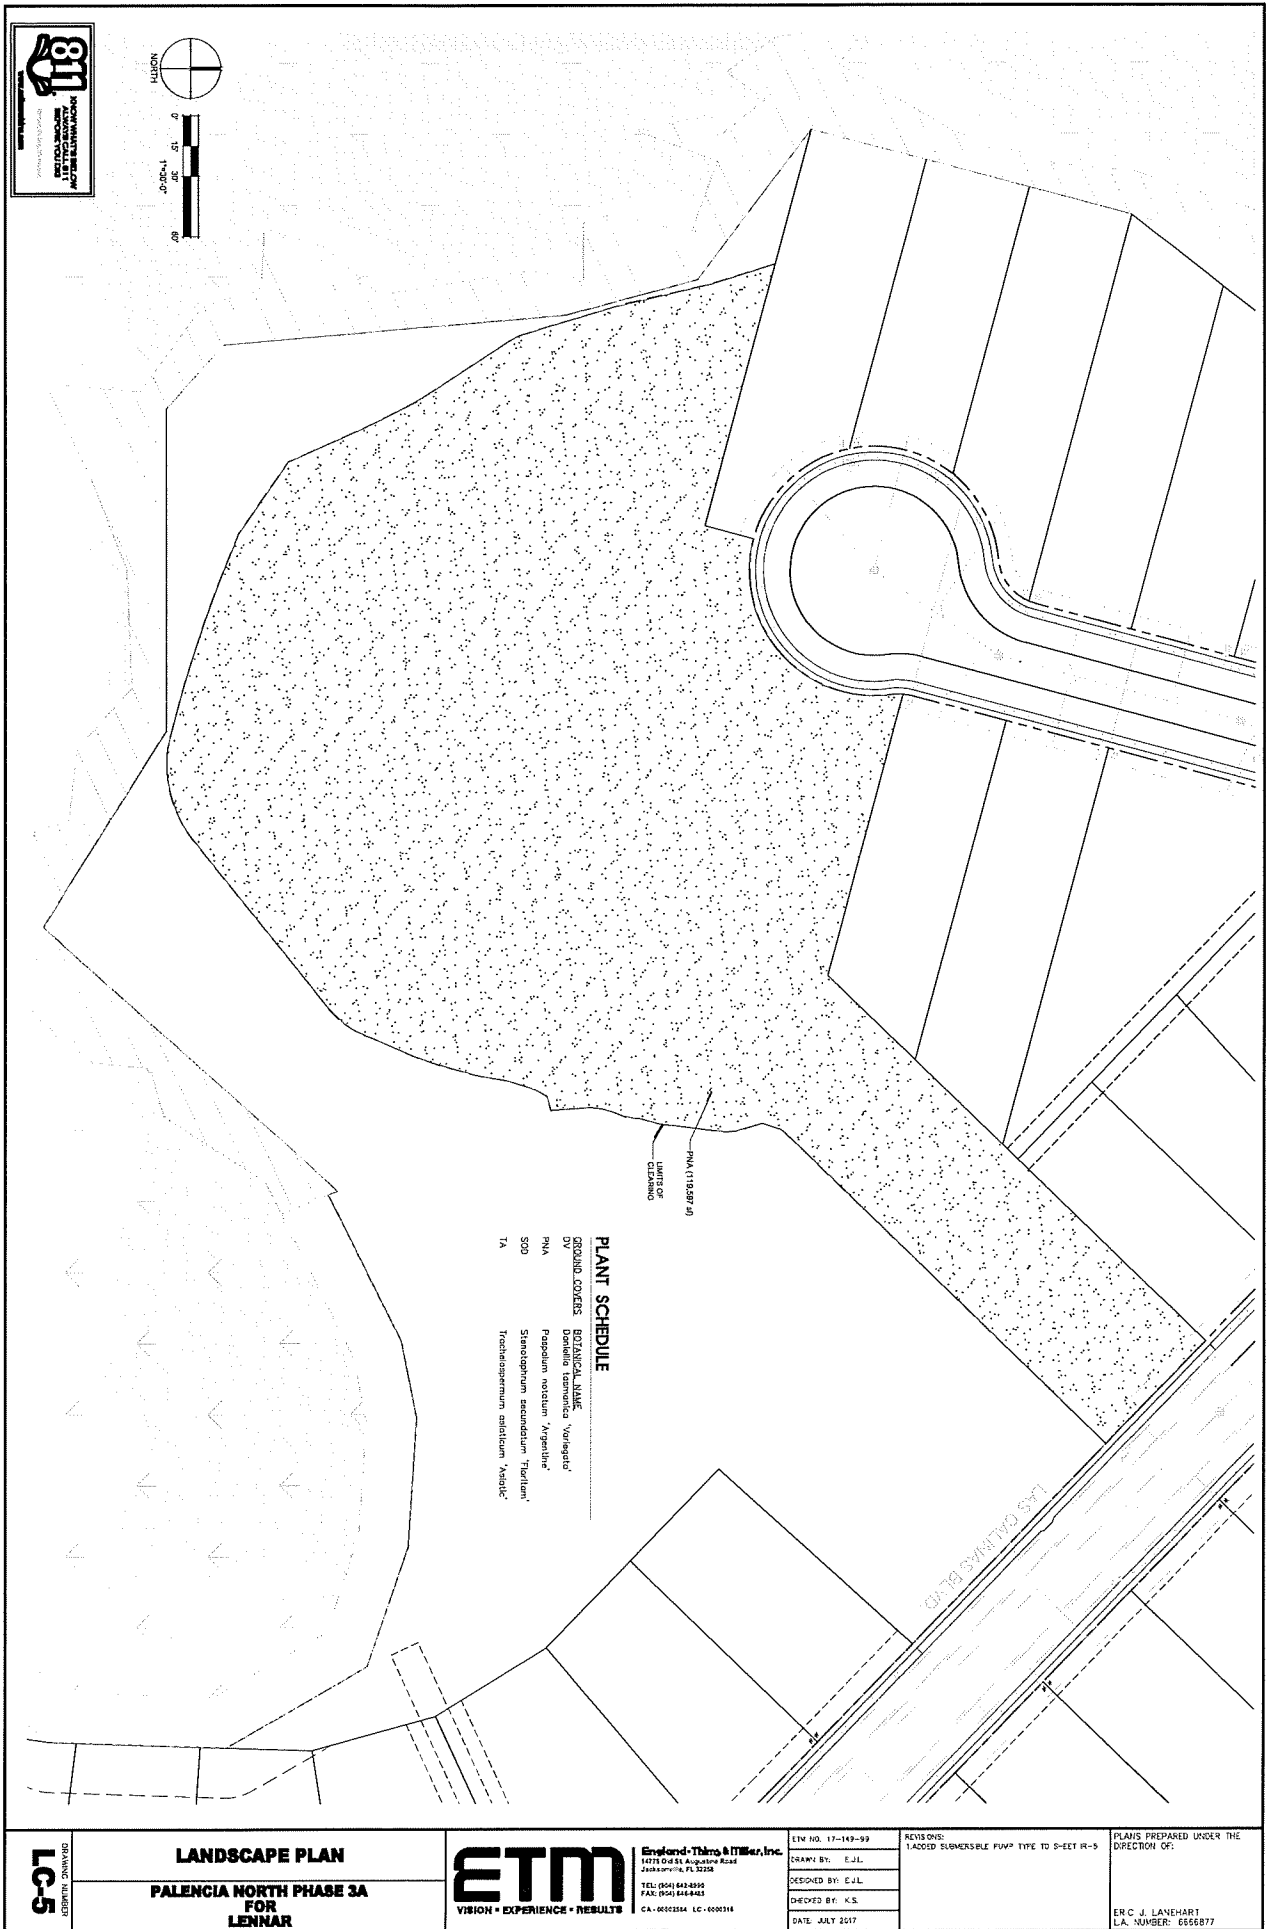 811
KNOW WHAT'S BELOW
ALWAYS CALL 811
BEFORE YOU DIG
NORTH
0' 15' 30' 60'
1"=30'-0"
PNA (119,597 sf)
LIMITS OF
CLEARING
PLANT SCHEDULE
GROUND COVERS BOTANICAL NAME
DV Danielilia tasmanica 'Variegata'
PNA Paspalum notatum 'Argentine'
SOD Stenotaphrum secundatum 'Floritam'
TA Trachelospermum asiaticum 'Asiatic'
LAS CALINAS BLVD
DRAWING NUMBER
LC-5
LANDSCAPE PLAN
PALENCIA NORTH PHASE 3A
FOR
LENNAR
ETM
VISION • EXPERIENCE • RESULTS
England-Thims & Miller, Inc.
14775 Old St. Augustine Road
Jacksonville, FL 32258
TEL: (904) 642-8990
FAX: (904) 646-9485
CA - 00002584 LC - 0000316
ETM NO. 17-149-99
DRAWN BY: E.J.L.
DESIGNED BY: E.J.L.
CHECKED BY: K.S.
DATE: JULY 2017
REVISIONS:
1.ADDED SUBMERSIBLE PUMP TYPE TO SHEET IR-5
PLANS PREPARED UNDER THE
DIRECTION OF:
ERIC J. LANEHART
L.A. NUMBER: 6666877